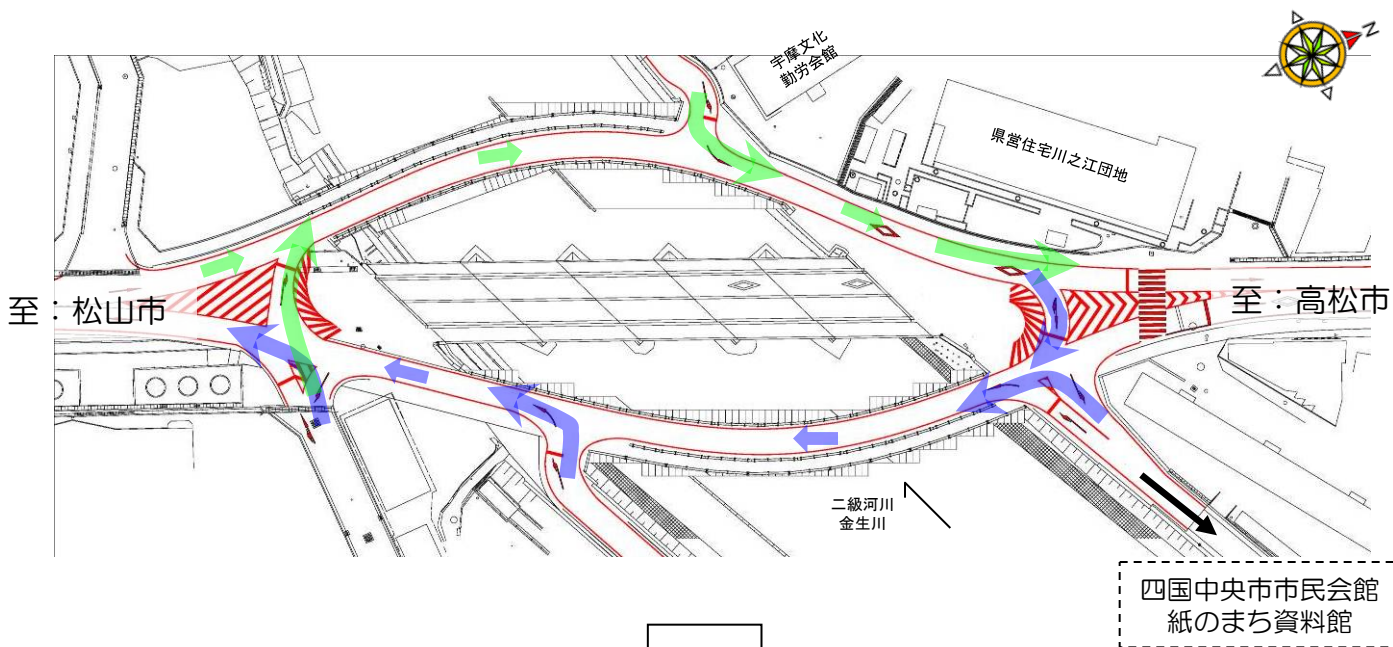 N
宇摩文化
勤労会館
県営住宅川之江団地
至：松山市
至：高松市
二級河川
金生川
四国中央市市民会館
紙のまち資料館